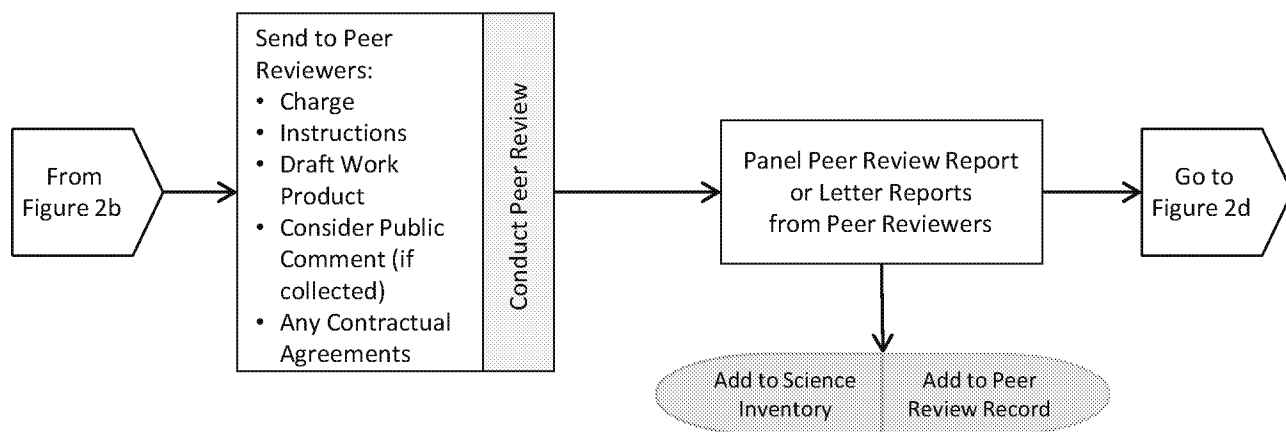 From
Figure 2b
Send to Peer
Reviewers:
• Charge
• Instructions
• Draft Work
Product
• Consider Public
Comment (if
collected)
• Any Contractual
Agreements
Conduct Peer Review
Panel Peer Review Report
or Letter Reports
from Peer Reviewers
Go to
Figure 2d
Add to Science
Inventory
Add to Peer
Review Record